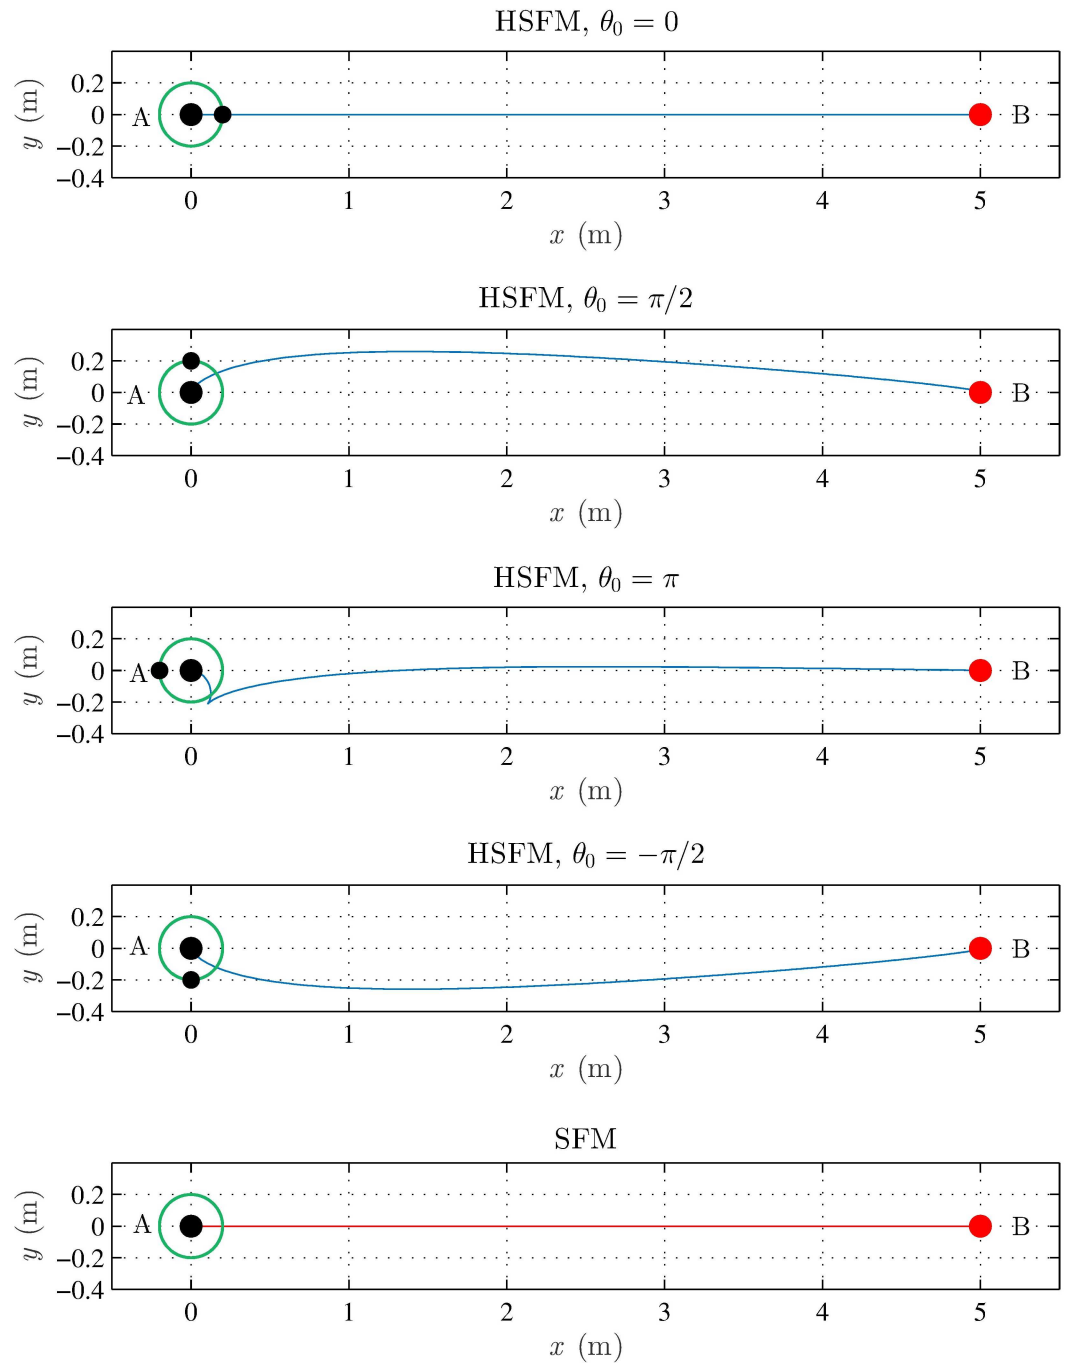 HSFM, θ₀ = 0
y (m)
0.2
0
−0.2
−0.4
A
B
0 1 2 3 4 5
x (m)
HSFM, θ₀ = π/2
y (m)
0.2
0
−0.2
−0.4
A
B
0 1 2 3 4 5
x (m)
HSFM, θ₀ = π
y (m)
0.2
0
−0.2
−0.4
A
B
0 1 2 3 4 5
x (m)
HSFM, θ₀ = −π/2
y (m)
0.2
0
−0.2
−0.4
A
B
0 1 2 3 4 5
x (m)
SFM
y (m)
0.2
0
−0.2
−0.4
A
B
0 1 2 3 4 5
x (m)